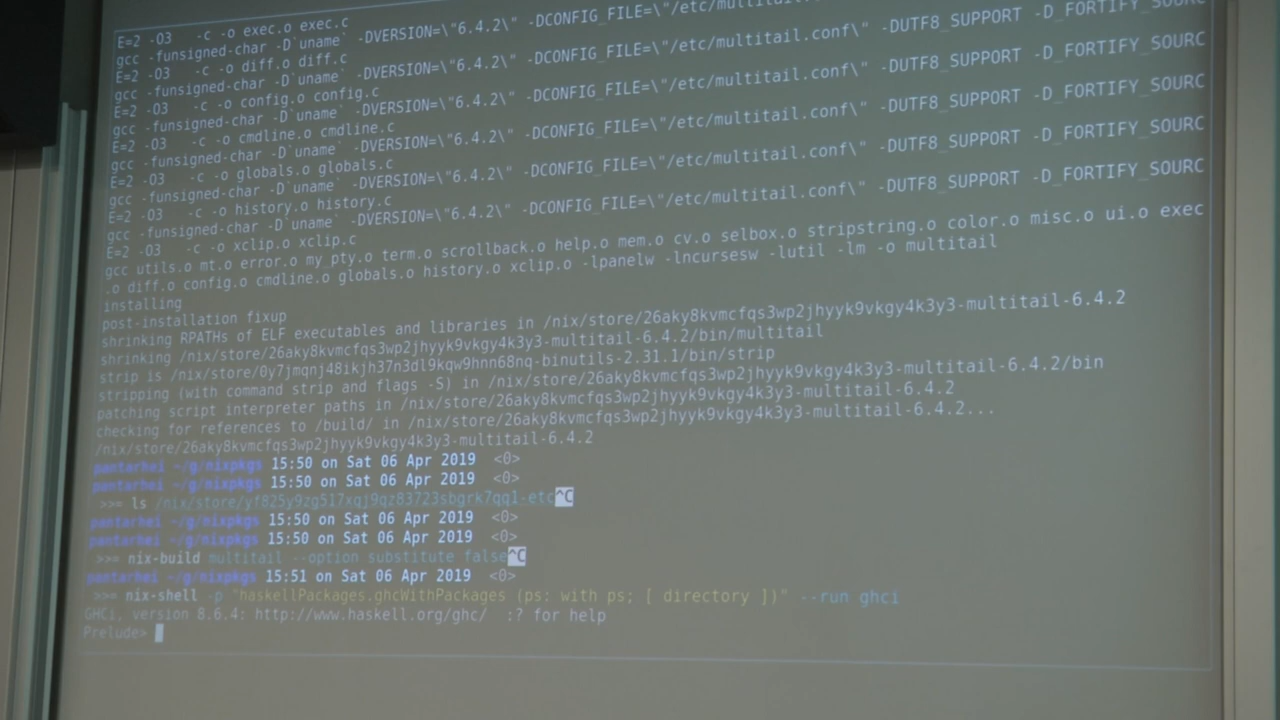 E=2 -O3   -c -o exec.o exec.c
gcc -funsigned-char -D`uname` -DVERSION=\"6.4.2\" -DCONFIG_FILE=\"/etc/multitail.
E=2 -O3   -c -o diff.o diff.c
gcc -funsigned-char -D`uname` -DVERSION=\"6.4.2\" -DCONFIG_FILE=\"/etc/multitail.conf\" -DUTF8_SUPPORT -D_FORTIFY_SOURC
E=2 -O3   -c -o config.o config.c
gcc -funsigned-char -D`uname` -DVERSION=\"6.4.2\" -DCONFIG_FILE=\"/etc/multitail.conf\" -DUTF8_SUPPORT -D_FORTIFY_SOURC
E=2 -O3   -c -o cmdline.o cmdline.c
gcc -funsigned-char -D`uname` -DVERSION=\"6.4.2\" -DCONFIG_FILE=\"/etc/multitail.conf\" -DUTF8_SUPPORT -D_FORTIFY_SOURC
E=2 -O3   -c -o globals.o globals.c
gcc -funsigned-char -D`uname` -DVERSION=\"6.4.2\" -DCONFIG_FILE=\"/etc/multitail.conf\" -DUTF8_SUPPORT -D_FORTIFY_SOURC
E=2 -O3   -c -o history.o history.c
gcc -funsigned-char -D`uname` -DVERSION=\"6.4.2\" -DCONFIG_FILE=\"/etc/multitail.conf\" -DUTF8_SUPPORT -D_FORTIFY_SOURC
E=2 -O3   -c -o xclip.o xclip.c
gcc utils.o mt.o error.o my_pty.o term.o scrollback.o help.o mem.o cv.o selbox.o stripstring.o color.o misc.o ui.o exec
.o diff.o config.o cmdline.o globals.o history.o xclip.o -lpanelw -lncursesw -lutil -lm -o multitail
installing
post-installation fixup
shrinking RPATHs of ELF executables and libraries in /nix/store/26aky8kvmcfqs3wp2jhyyk9vkgy4k3y3-multitail-6.4.2
shrinking /nix/store/26aky8kvmcfqs3wp2jhyyk9vkgy4k3y3-multitail-6.4.2/bin/multitail
strip is /nix/store/0y7jmqnj48ikjh37n3dl9kqw9hnn68nq-binutils-2.31.1/bin/strip
stripping (with command strip and flags -S) in /nix/store/26aky8kvmcfqs3wp2jhyyk9vkgy4k3y3-multitail-6.4.2/bin
patching script interpreter paths in /nix/store/26aky8kvmcfqs3wp2jhyyk9vkgy4k3y3-multitail-6.4.2
checking for references to /build/ in /nix/store/26aky8kvmcfqs3wp2jhyyk9vkgy4k3y3-multitail-6.4.2...
/nix/store/26aky8kvmcfqs3wp2jhyyk9vkgy4k3y3-multitail-6.4.2
pantarhei ~/g/nixpkgs 15:50 on Sat 06 Apr 2019  <0>
pantarhei ~/g/nixpkgs 15:50 on Sat 06 Apr 2019  <0>
>>= ls /nix/store/yf825y9zg517xqj9qz83723sbgrk7qq1-etc^C
pantarhei ~/g/nixpkgs 15:50 on Sat 06 Apr 2019  <0>
pantarhei ~/g/nixpkgs 15:50 on Sat 06 Apr 2019  <0>
>>= nix-build multitail --option substitute false^C
pantarhei ~/g/nixpkgs 15:51 on Sat 06 Apr 2019  <0>
>>= nix-shell -p "haskellPackages.ghcWithPackages (ps: with ps; [ directory ])" --run ghci
GHCi, version 8.6.4: http://www.haskell.org/ghc/  :? for help
Prelude>